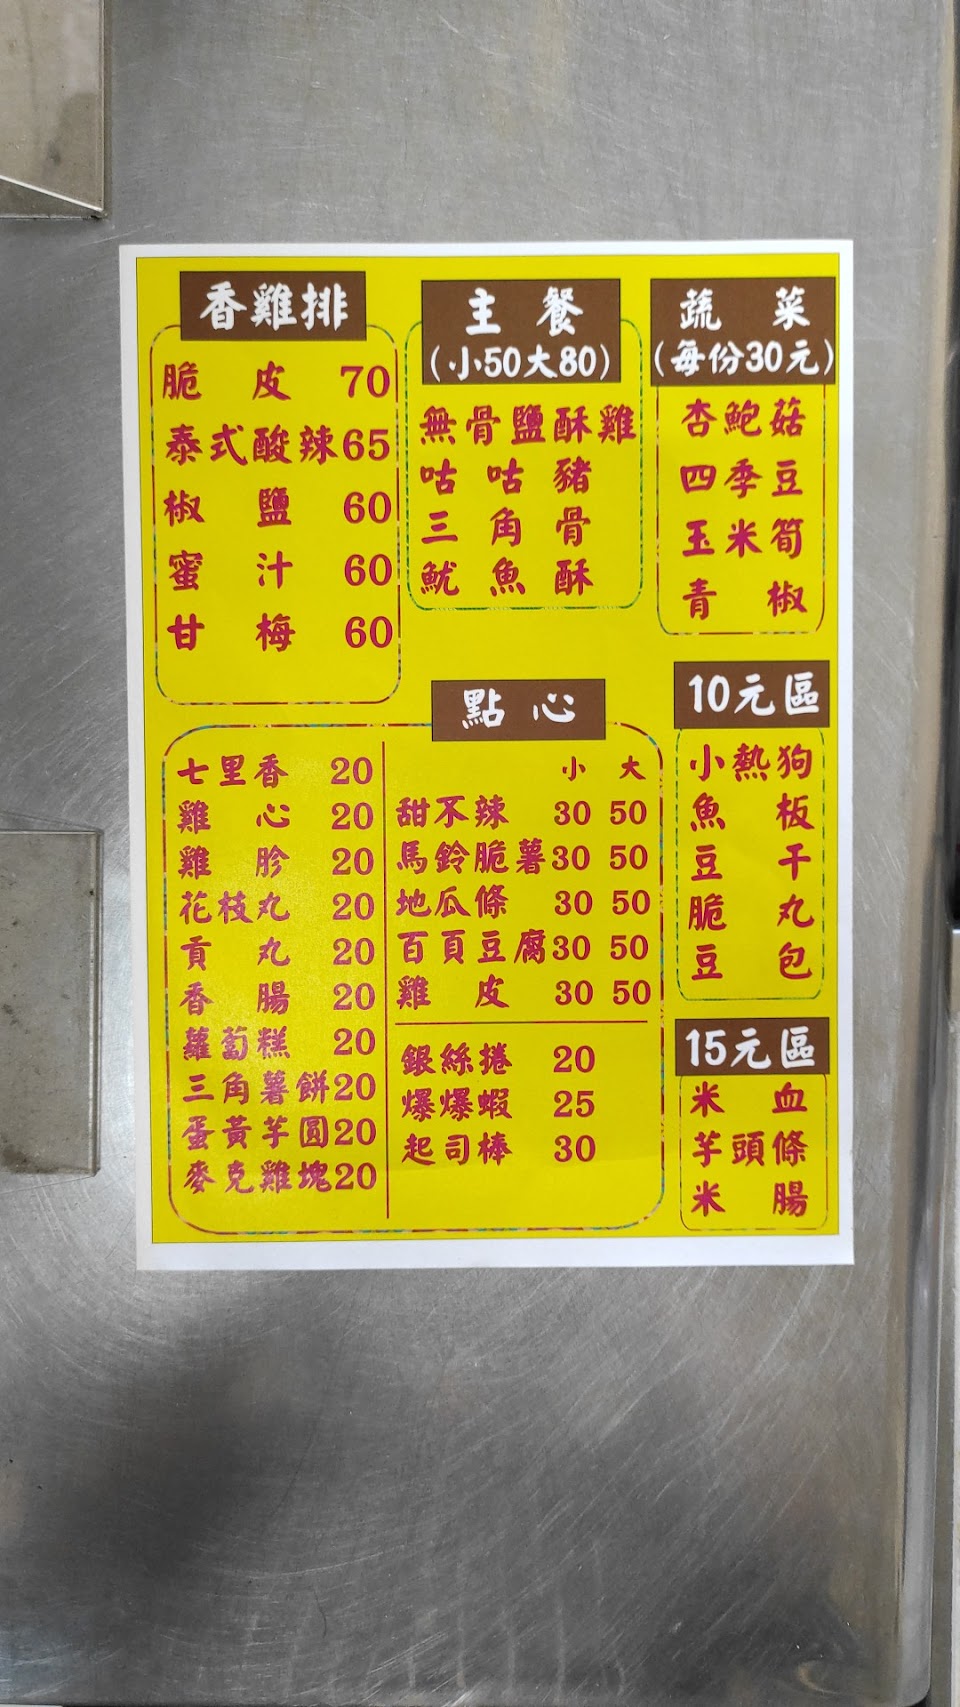 香雞排
脆皮 70
泰式酸辣 65
椒鹽 60
蜜汁 60
甘梅 60
主餐
(小50大80)
無骨鹽酥雞
咕咕豬
三角骨
魷魚酥
蔬菜
(每份30元)
杏鮑菇
四季豆
玉米筍
青椒
點心
七里香 20
雞心 20
雞胗 20
花枝丸 20
貢丸 20
香腸 20
蘿蔔糕 20
三角薯餅 20
蛋黃芋圓 20
麥克雞塊 20
小 大
甜不辣 30 50
馬鈴脆薯 30 50
地瓜條 30 50
百頁豆腐 30 50
雞皮 30 50
銀絲捲 20
爆爆蝦 25
起司棒 30
10元區
小熱狗
魚板
豆干
脆丸
豆包
15元區
米血
芋頭條
米腸